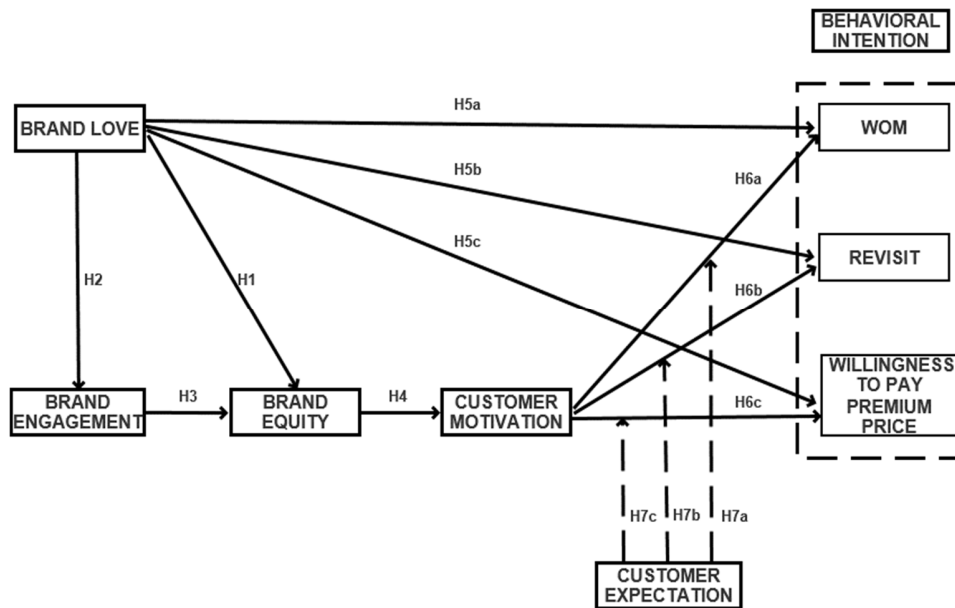 BEHAVIORAL
INTENTION
H5a
BRAND LOVE
WOM
H5b
H6a
H5c
REVISIT
H2
H1
H6b
WILLINGNESS
TO PAY
PREMIUM
PRICE
BRAND
ENGAGEMENT
H3
BRAND
EQUITY
H4
CUSTOMER
MOTIVATION
H6c
H7c
H7b
H7a
CUSTOMER
EXPECTATION